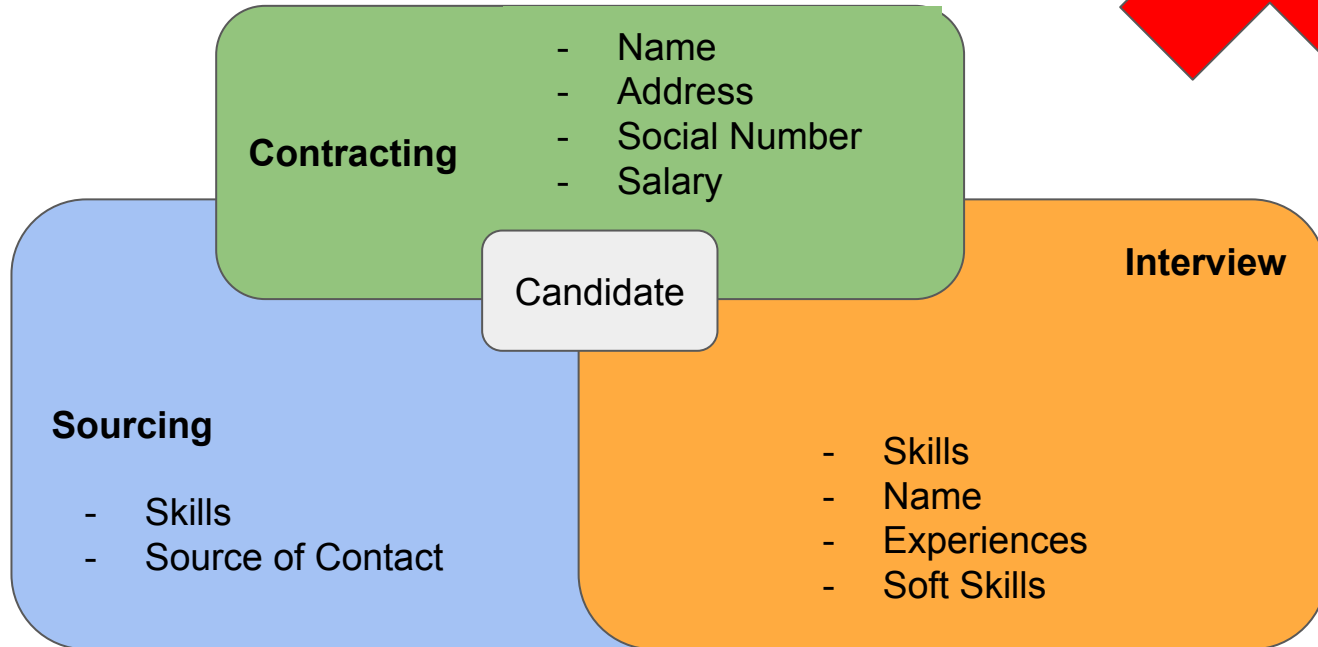 - Name
- Address
- Social Number
- Salary
Contracting
Candidate
Interview
Sourcing
- Skills
- Source of Contact
- Skills
- Name
- Experiences
- Soft Skills